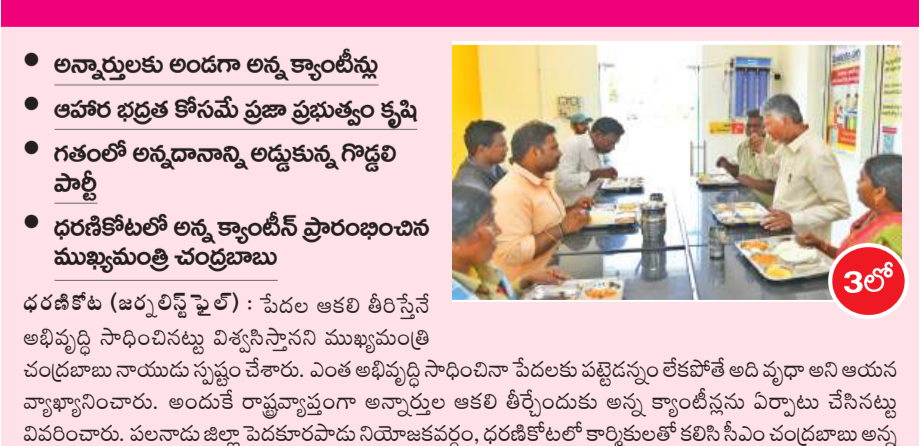 ● అన్నార్తులకు అండగా అన్న క్యాంటీన్లు
● ఆహార భద్రత కోసమే ప్రజా ప్రభుత్వం కృషి
● గతంలో అన్నదానాన్ని అడ్డుకున్న గొడ్డలి
పార్టీ
● ధరణికోటలో అన్న క్యాంటీన్ ప్రారంభించిన
ముఖ్యమంత్రి చంద్రబాబు
3లో
ధరణికోట (జర్నలిస్ట్ ఫైల్) : పేదల ఆకలి తీరిస్తేనే
అభివృద్ధి సాధించినట్టు విశ్వసిస్తానని ముఖ్యమంత్రి
చంద్రబాబు నాయుడు స్పష్టం చేశారు. ఎంత అభివృద్ధి సాధించినా పేదలకు పట్టెడన్నం లేకపోతే అది వృధా అని ఆయన
వ్యాఖ్యానించారు. అందుకే రాష్ట్రవ్యాప్తంగా అన్నార్తుల ఆకలి తీర్చేందుకు అన్న క్యాంటీన్లను ఏర్పాటు చేసినట్టు
వివరించారు. పలనాడు జిల్లా పెదకూరపాడు నియోజకవర్గం, ధరణికోటలో కార్మికులతో కలిసి సీఎం చంద్రబాబు అన్న